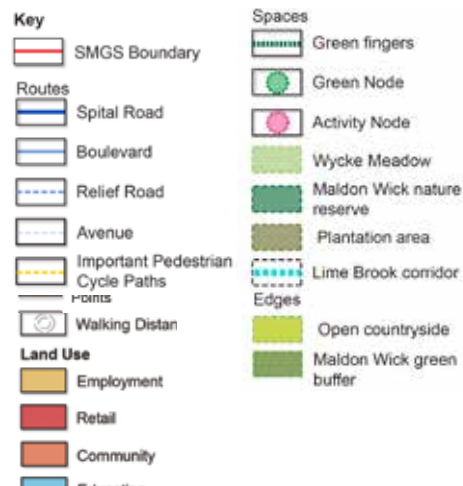 Key
SMGS Boundary
Routes
Spital Road
Boulevard
Relief Road
Avenue
Important Pedestrian
Cycle Paths
Points
Walking Distan
Land Use
Employment
Retail
Community
Spaces
Green fingers
Green Node
Activity Node
Wycke Meadow
Maldon Wick nature
reserve
Plantation area
Lime Brook corridor
Edges
Open countryside
Maldon Wick green
buffer